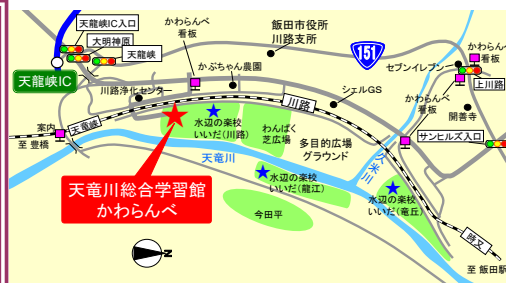 天龍峡IC入口
大明神原
天龍峡
天龍峡IC
かわらんべ
看板
飯田市役所
川路支所
151
かわらんべ
看板
セブンイレブン
上川路
かぶちゃん農園
川路浄化センター
川路
シェルGS
かわらんべ
看板
開善寺
サンヒルズ入口
案内
天竜峡
至 豊橋
水辺の楽校
いいだ(川路)
わんぱく
芝広場
多目的広場
グラウンド
天竜川
久米川
天竜川総合学習館
かわらんべ
水辺の楽校
いいだ(龍江)
水辺の楽校
いいだ(竜丘)
今田平
時又
至 飯田駅
N